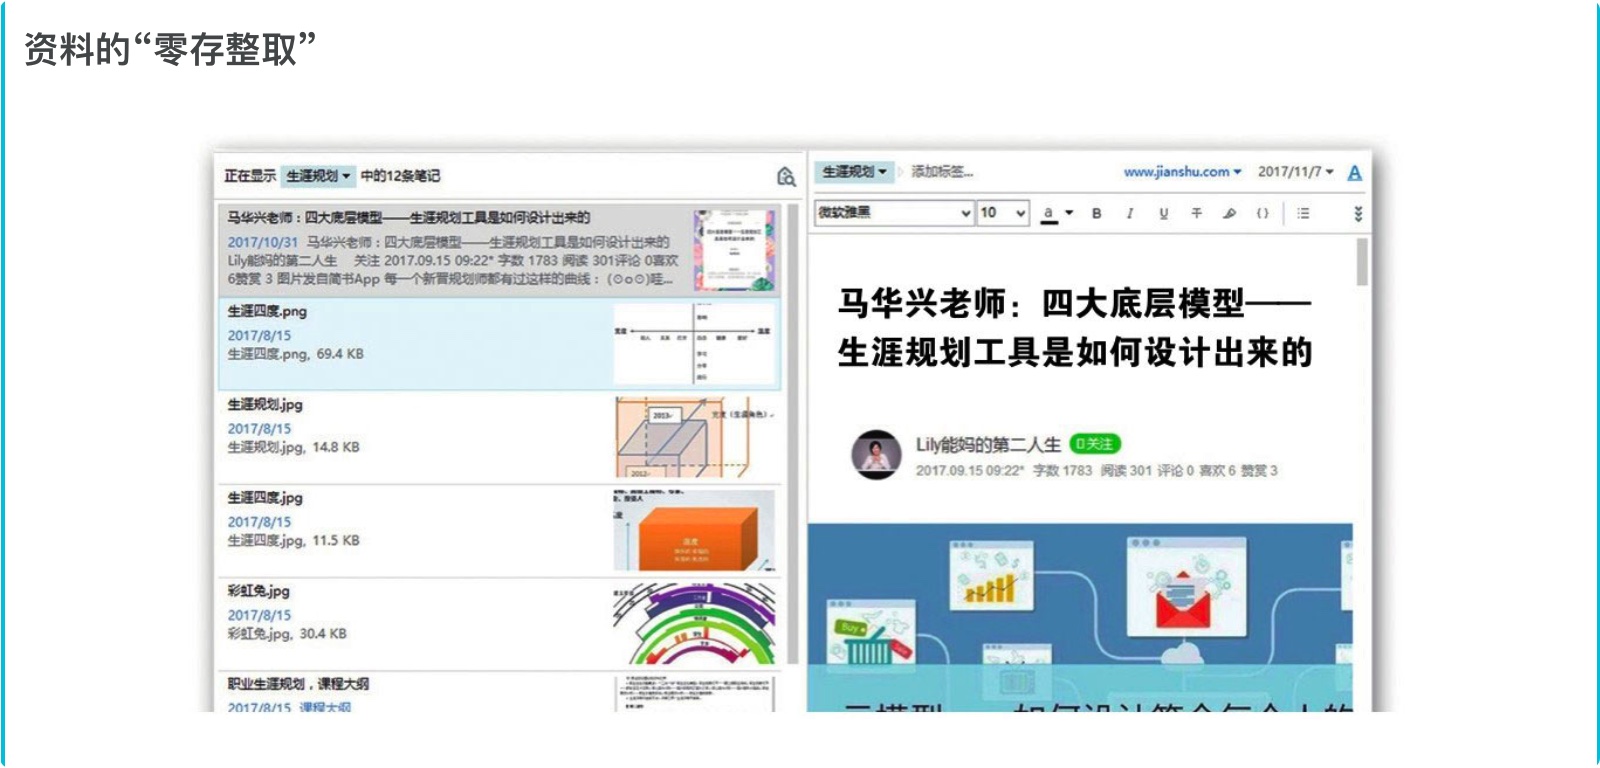 资料的“零存整取”
正在显示 生涯规划 中的12条笔记
马华兴老师：四大底层模型——生涯规划工具是如何设计出来的
2017/10/31 马华兴老师：四大底层模型——生涯规划工具是如何设计出来的
Lily能妈的第二人生 关注 2017.09.15 09:22* 字数 1783 阅读 301评论 0喜欢
6赞赏 3 图片发自简书App 每一个新晋规划师都有过这样的曲线：(⊙o⊙)哇...
生涯四度.png
2017/8/15
生涯四度.png, 69.4 KB
宽度
温度
生涯规划.jpg
2017/8/15
生涯规划.jpg, 14.8 KB
2013
2013
生涯四度.jpg
2017/8/15
生涯四度.jpg, 11.5 KB
温度
彩虹兔.jpg
2017/8/15
彩虹兔.jpg, 30.4 KB
职业生涯规划，课程大纲
2017/8/15 课程大纲
生涯规划 添加标签...
www.jianshu.com 2017/11/7 A
微软雅黑 10 a B I U T {}
马华兴老师：四大底层模型——
生涯规划工具是如何设计出来的
Lily能妈的第二人生 关注
2017.09.15 09:22* 字数 1783 阅读 301 评论 0 喜欢 6 赞赏 3
Buy